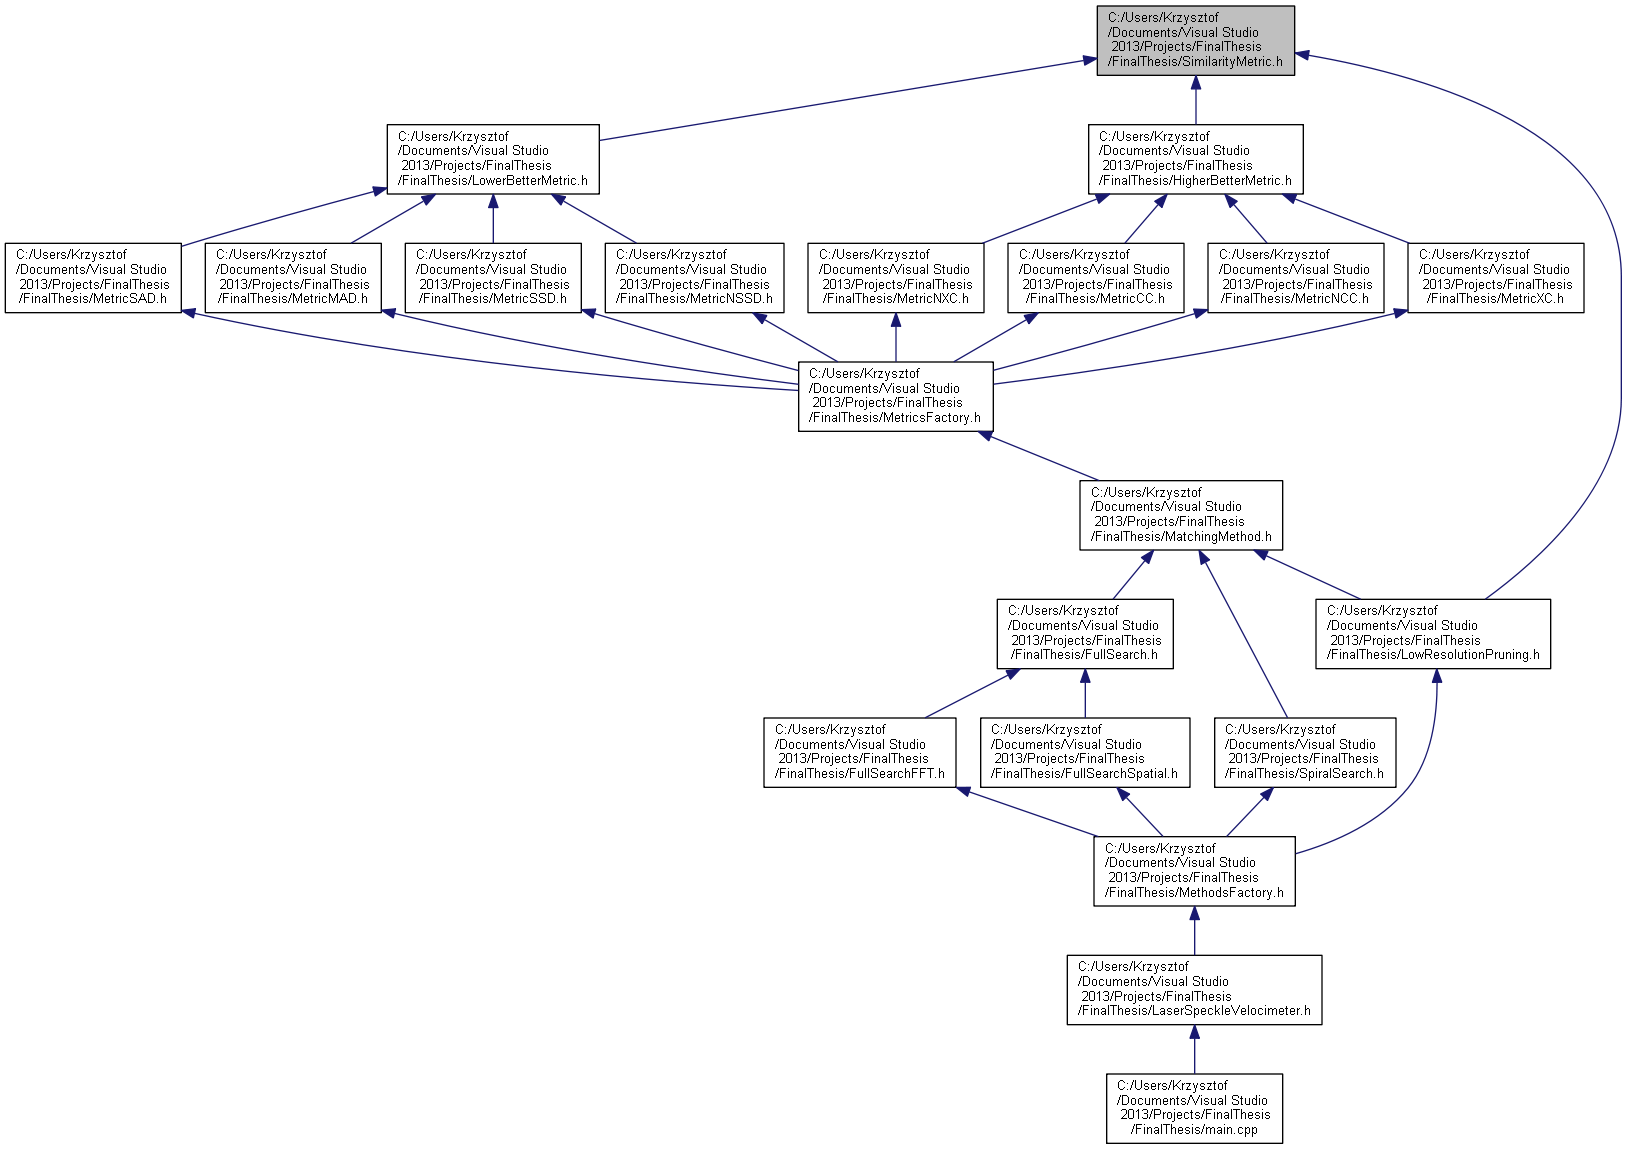 C:/Users/Krzysztof
/Documents/Visual Studio
2013/Projects/FinalThesis
/FinalThesis/SimilarityMetric.h
C:/Users/Krzysztof
/Documents/Visual Studio
2013/Projects/FinalThesis
/FinalThesis/LowerBetterMetric.h
C:/Users/Krzysztof
/Documents/Visual Studio
2013/Projects/FinalThesis
/FinalThesis/HigherBetterMetric.h
C:/Users/Krzysztof
/Documents/Visual Studio
2013/Projects/FinalThesis
/FinalThesis/MetricSAD.h
C:/Users/Krzysztof
/Documents/Visual Studio
2013/Projects/FinalThesis
/FinalThesis/MetricMAD.h
C:/Users/Krzysztof
/Documents/Visual Studio
2013/Projects/FinalThesis
/FinalThesis/MetricSSD.h
C:/Users/Krzysztof
/Documents/Visual Studio
2013/Projects/FinalThesis
/FinalThesis/MetricNSSD.h
C:/Users/Krzysztof
/Documents/Visual Studio
2013/Projects/FinalThesis
/FinalThesis/MetricNXC.h
C:/Users/Krzysztof
/Documents/Visual Studio
2013/Projects/FinalThesis
/FinalThesis/MetricCC.h
C:/Users/Krzysztof
/Documents/Visual Studio
2013/Projects/FinalThesis
/FinalThesis/MetricNCC.h
C:/Users/Krzysztof
/Documents/Visual Studio
2013/Projects/FinalThesis
/FinalThesis/MetricXC.h
C:/Users/Krzysztof
/Documents/Visual Studio
2013/Projects/FinalThesis
/FinalThesis/MetricsFactory.h
C:/Users/Krzysztof
/Documents/Visual Studio
2013/Projects/FinalThesis
/FinalThesis/MatchingMethod.h
C:/Users/Krzysztof
/Documents/Visual Studio
2013/Projects/FinalThesis
/FinalThesis/FullSearch.h
C:/Users/Krzysztof
/Documents/Visual Studio
2013/Projects/FinalThesis
/FinalThesis/LowResolutionPruning.h
C:/Users/Krzysztof
/Documents/Visual Studio
2013/Projects/FinalThesis
/FinalThesis/FullSearchFFT.h
C:/Users/Krzysztof
/Documents/Visual Studio
2013/Projects/FinalThesis
/FinalThesis/FullSearchSpatial.h
C:/Users/Krzysztof
/Documents/Visual Studio
2013/Projects/FinalThesis
/FinalThesis/SpiralSearch.h
C:/Users/Krzysztof
/Documents/Visual Studio
2013/Projects/FinalThesis
/FinalThesis/MethodsFactory.h
C:/Users/Krzysztof
/Documents/Visual Studio
2013/Projects/FinalThesis
/FinalThesis/LaserSpeckleVelocimeter.h
C:/Users/Krzysztof
/Documents/Visual Studio
2013/Projects/FinalThesis
/FinalThesis/main.cpp